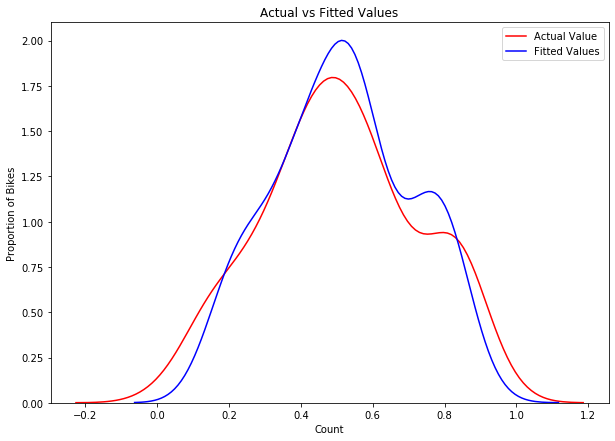 Actual vs Fitted Values
Actual Value
Fitted Values
Proportion of Bikes
2.00
1.75
1.50
1.25
1.00
0.75
0.50
0.25
0.00
−0.2 0.0 0.2 0.4 0.6 0.8 1.0 1.2
Count